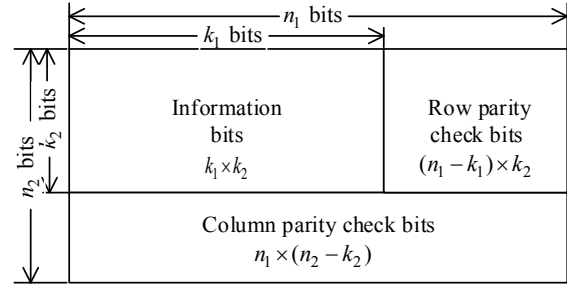 n₁ bits
k₁ bits
n₂ bits
k₂ bits
Information
bits
k₁×k₂
Row parity
check bits
(n₁ − k₁)×k₂
Column parity check bits
n₁ × (n₂ − k₂)